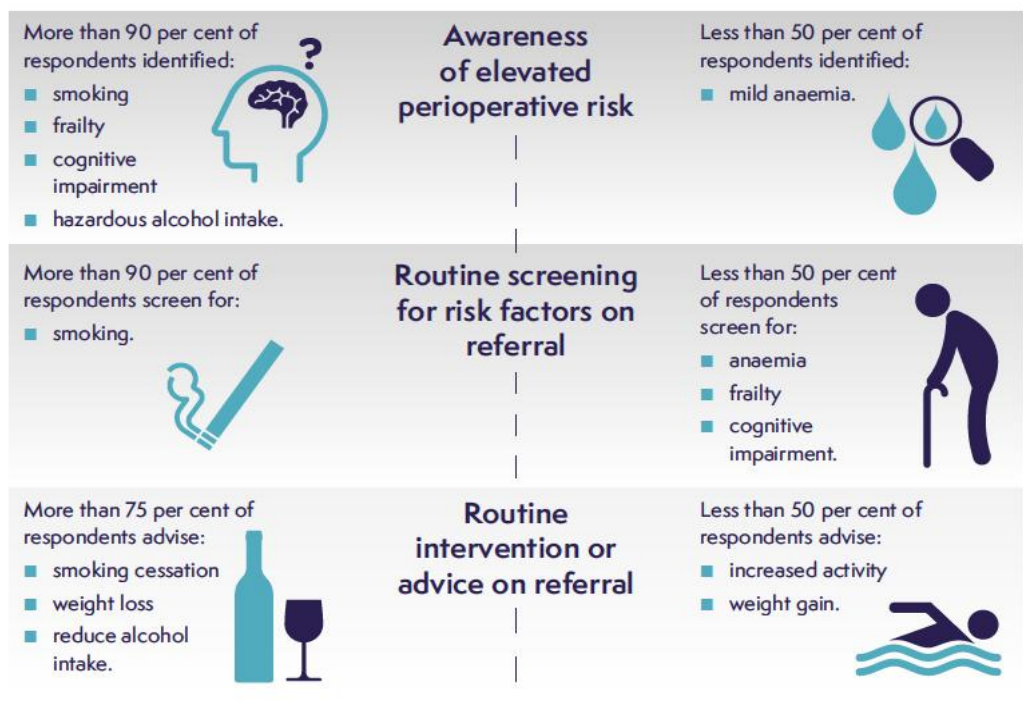 More than 90 per cent of
respondents identified:
smoking
frailty
cognitive
impairment
hazardous alcohol intake.
?
Awareness
of elevated
perioperative risk
Less than 50 per cent of
respondents identified:
mild anaemia.
More than 90 per cent of
respondents screen for:
smoking.
Routine screening
for risk factors on
referral
Less than 50 per cent
of respondents
screen for:
anaemia
frailty
cognitive
impairment.
More than 75 per cent of
respondents advise:
smoking cessation
weight loss
reduce alcohol
intake.
Routine
intervention or
advice on referral
Less than 50 per cent of
respondents advise:
increased activity
weight gain.